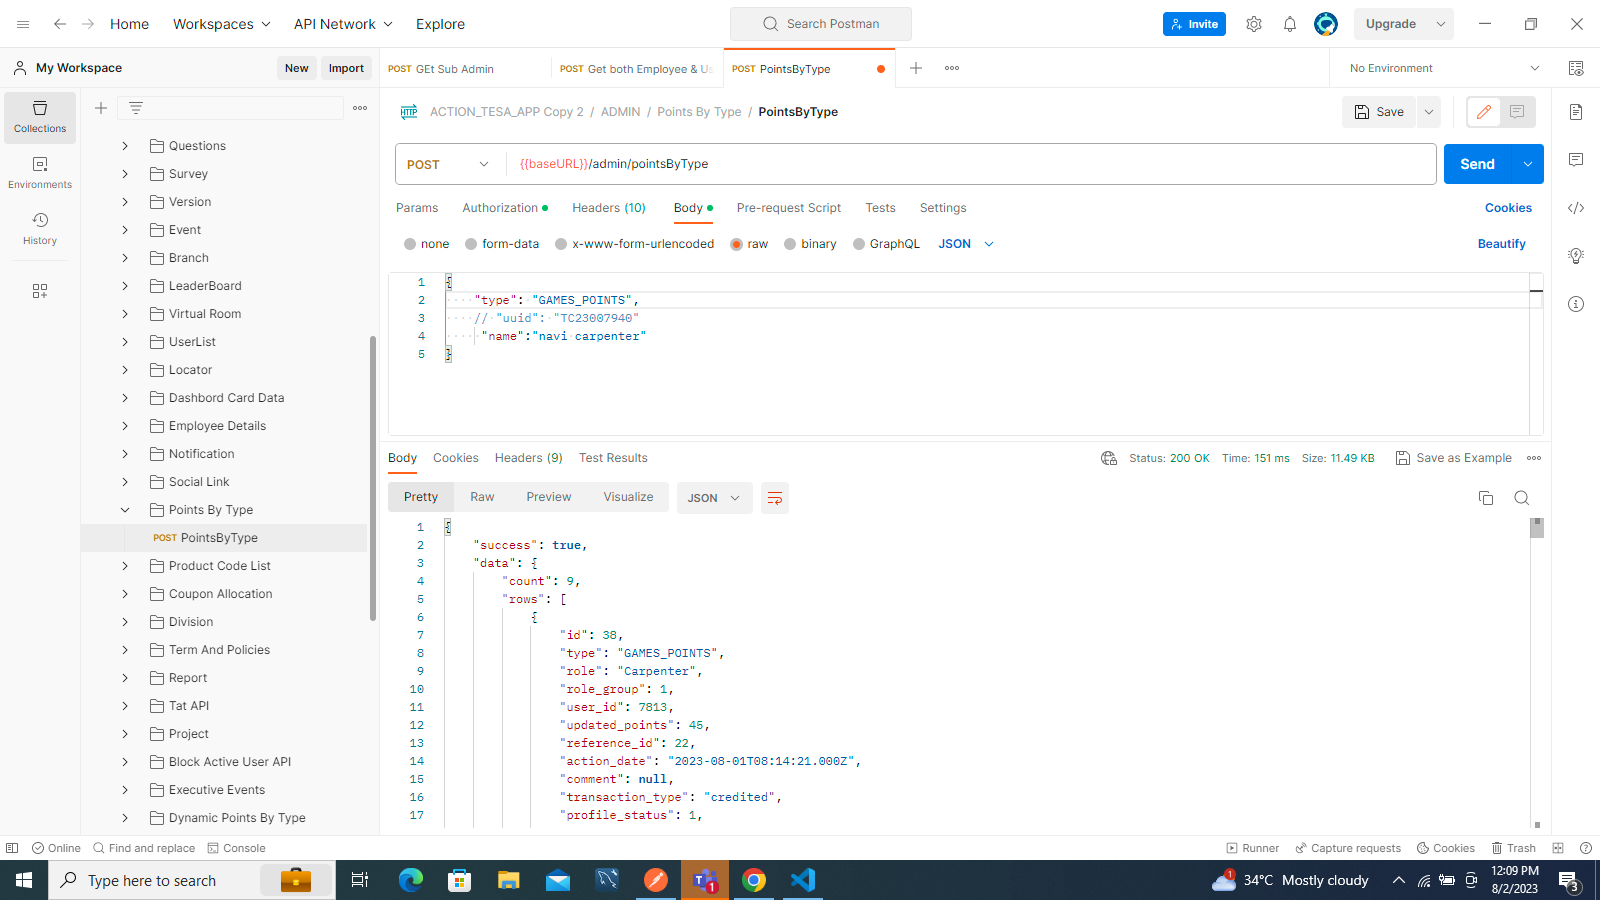 Home
Workspaces
API Network
Explore
Search Postman
Invite
Upgrade
My Workspace
New
Import
POST GEt Sub Admin
POST Get both Employee & Us
POST PointsByType
No Environment
Collections
Environments
History
Questions
Survey
Version
Event
Branch
LeaderBoard
Virtual Room
UserList
Locator
Dashbord Card Data
Employee Details
Notification
Social Link
Points By Type
POST PointsByType
Product Code List
Coupon Allocation
Division
Term And Policies
Report
Tat API
Project
Block Active User API
Executive Events
Dynamic Points By Type
HTTP ACTION_TESA_APP Copy 2 / ADMIN / Points By Type / PointsByType
Save
POST
{{baseURL}}/admin/pointsByType
Send
Params
Authorization
Headers (10)
Body
Pre-request Script
Tests
Settings
Cookies
none
form-data
x-www-form-urlencoded
raw
binary
GraphQL
JSON
Beautify
1 {
2 "type": "GAMES_POINTS",
3 // "uuid": "TC23007940"
4 "name":"navi carpenter"
5 }
Body
Cookies
Headers (9)
Test Results
Status: 200 OK
Time: 151 ms
Size: 11.49 KB
Save as Example
Pretty
Raw
Preview
Visualize
JSON
1 {
2 "success": true,
3 "data": {
4 "count": 9,
5 "rows": [
6 {
7 "id": 38,
8 "type": "GAMES_POINTS",
9 "role": "Carpenter",
10 "role_group": 1,
11 "user_id": 7813,
12 "updated_points": 45,
13 "reference_id": 22,
14 "action_date": "2023-08-01T08:14:21.000Z",
15 "comment": null,
16 "transaction_type": "credited",
17 "profile_status": 1,
Online
Find and replace
Console
Runner
Capture requests
Cookies
Trash
Type here to search
1
1
34°C Mostly cloudy
12:09 PM
8/2/2023
3